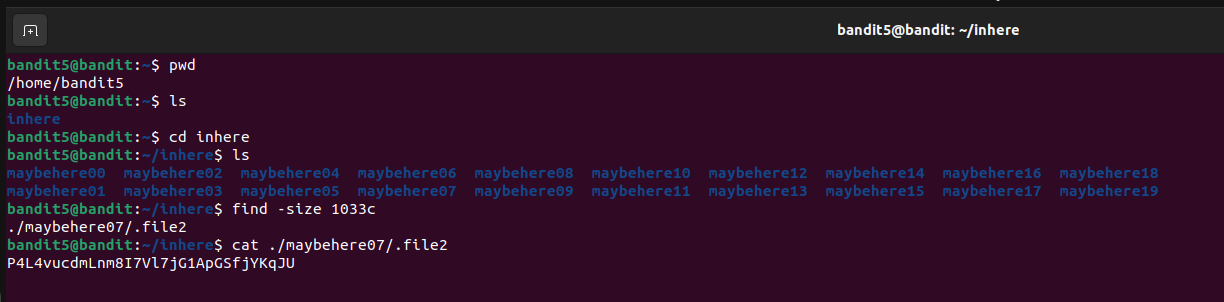 bandit5@bandit: ~/inhere
bandit5@bandit:~$ pwd
/home/bandit5
bandit5@bandit:~$ ls
inhere
bandit5@bandit:~$ cd inhere
bandit5@bandit:~/inhere$ ls
maybehere00 maybehere02 maybehere04 maybehere06 maybehere08 maybehere10 maybehere12 maybehere14 maybehere16 maybehere18
maybehere01 maybehere03 maybehere05 maybehere07 maybehere09 maybehere11 maybehere13 maybehere15 maybehere17 maybehere19
bandit5@bandit:~/inhere$ find -size 1033c
./maybehere07/.file2
bandit5@bandit:~/inhere$ cat ./maybehere07/.file2
P4L4vucdmLnm8I7Vl7jG1ApGSfjYKqJU